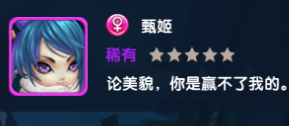 甄姬
稀有
论美貌，你是赢不了我的。